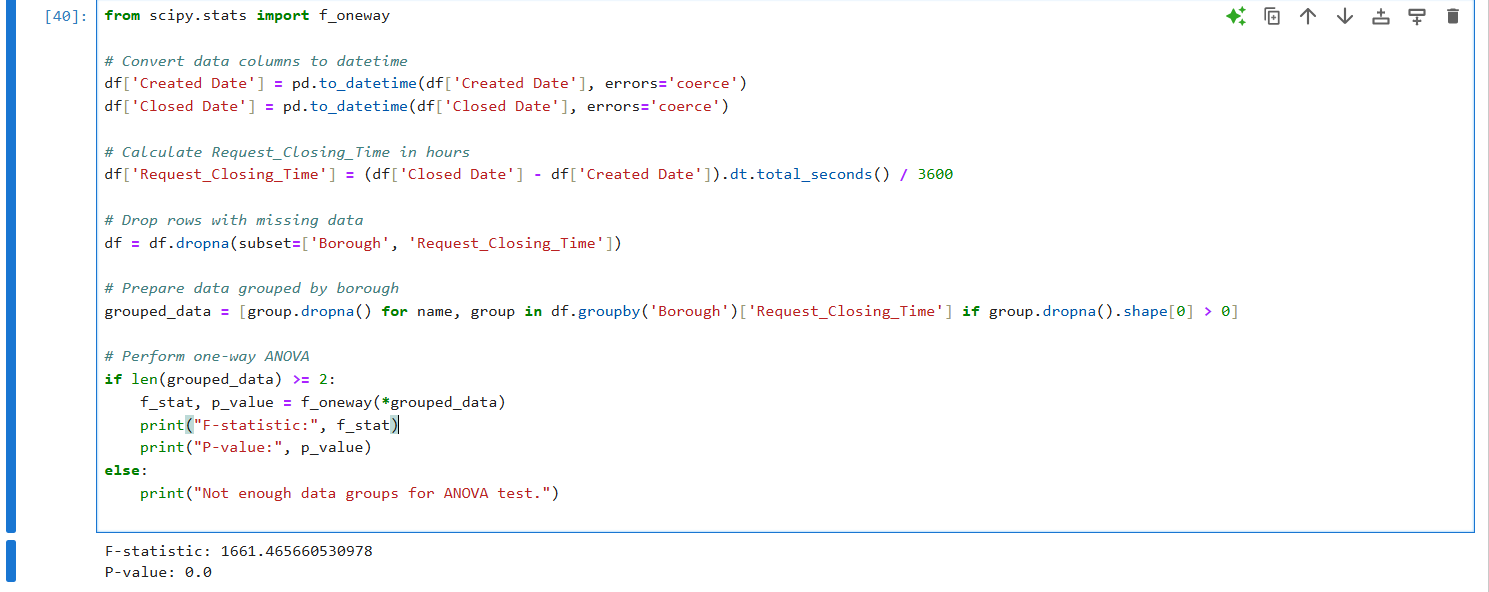 [40]: from scipy.stats import f_oneway
# Convert data columns to datetime
df['Created Date'] = pd.to_datetime(df['Created Date'], errors='coerce')
df['Closed Date'] = pd.to_datetime(df['Closed Date'], errors='coerce')
# Calculate Request_Closing_Time in hours
df['Request_Closing_Time'] = (df['Closed Date'] - df['Created Date']).dt.total_seconds() / 3600
# Drop rows with missing data
df = df.dropna(subset=['Borough', 'Request_Closing_Time'])
# Prepare data grouped by borough
grouped_data = [group.dropna() for name, group in df.groupby('Borough')['Request_Closing_Time'] if group.dropna().shape[0] > 0]
# Perform one-way ANOVA
if len(grouped_data) >= 2:
    f_stat, p_value = f_oneway(*grouped_data)
    print("F-statistic:", f_stat)
    print("P-value:", p_value)
else:
    print("Not enough data groups for ANOVA test.")
F-statistic: 1661.465660530978
P-value: 0.0